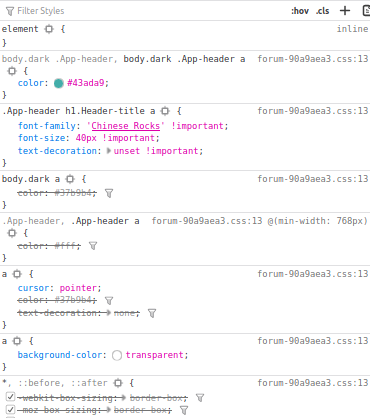 Filter Styles :hov .cls +
element { inline
}
body.dark .App-header, body.dark .App-header a forum-90a9aea3.css:13
{
color: #43ada9;
}
.App-header h1.Header-title a { forum-90a9aea3.css:13
font-family: 'Chinese Rocks' !important;
font-size: 40px !important;
text-decoration: unset !important;
}
body.dark a { forum-90a9aea3.css:13
color: #37b9b4;
}
.App-header, .App-header a forum-90a9aea3.css:13 @(min-width: 768px)
{
color: #fff;
}
a { forum-90a9aea3.css:13
cursor: pointer;
color: #37b9b4;
text-decoration: none;
}
a { forum-90a9aea3.css:13
background-color: transparent;
}
*, ::before, ::after { forum-90a9aea3.css:13
-webkit-box-sizing: border-box;
-moz-box-sizing: border-box;